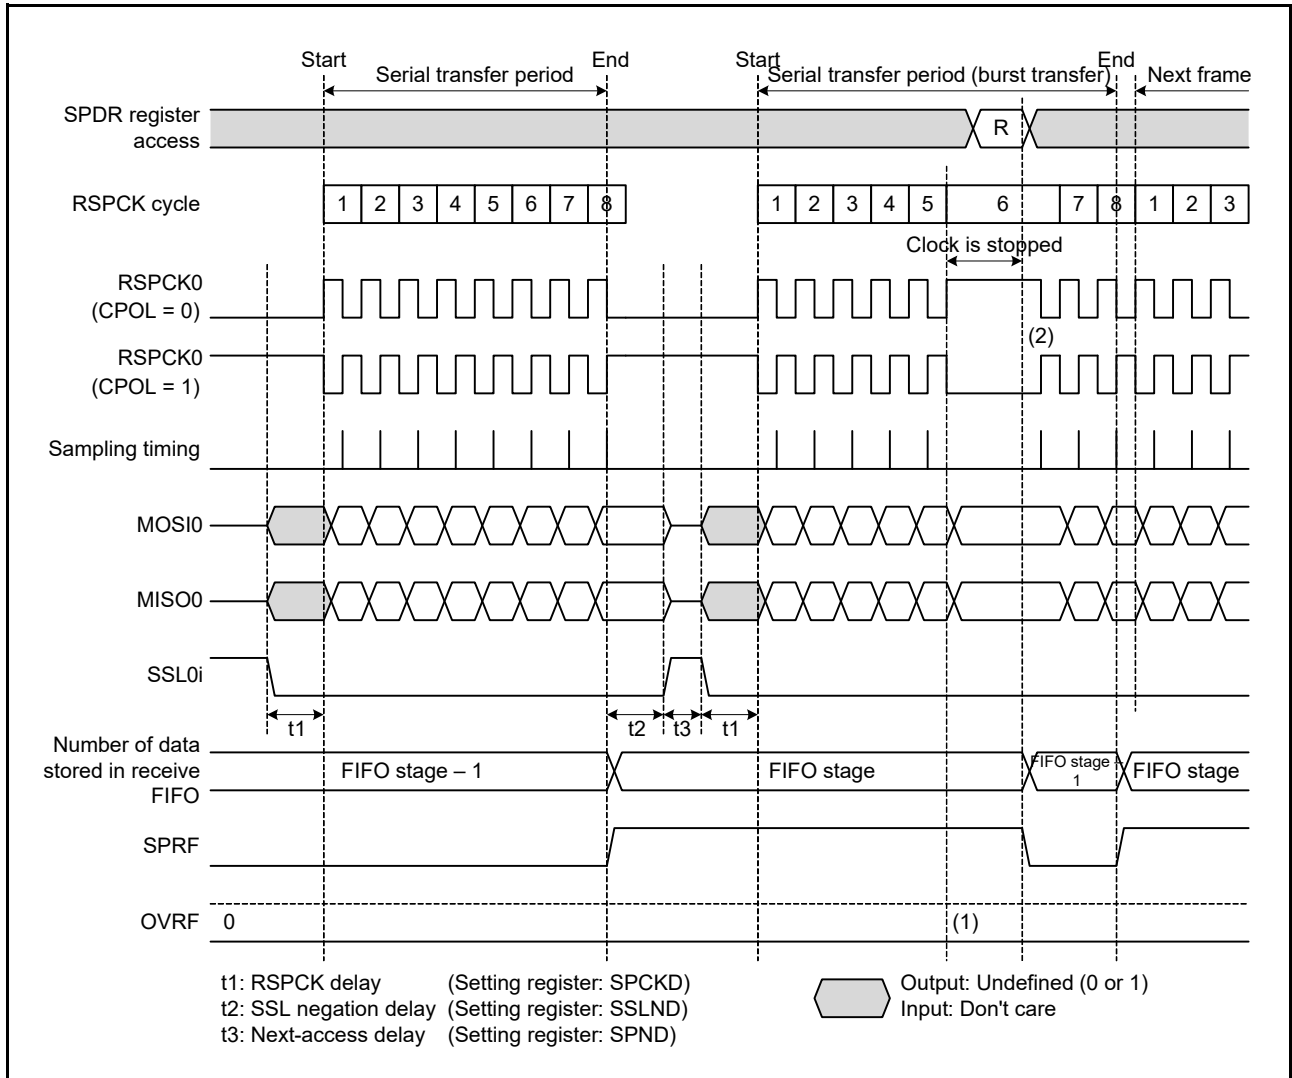 Start End Start End
Serial transfer period Serial transfer period (burst transfer) Next frame
SPDR register
access
R
RSPCK cycle 1 2 3 4 5 6 7 8 1 2 3 4 5 6 7 8 1 2 3
Clock is stopped
RSPCK0
(CPOL = 0)
(2)
RSPCK0
(CPOL = 1)
Sampling timing
MOSI0
MISO0
SSL0i
t1 t2 t3 t1
Number of data
stored in receive
FIFO
FIFO stage – 1 FIFO stage FIFO stage – 1 FIFO stage
SPRF
OVRF 0 (1)
t1: RSPCK delay (Setting register: SPCKD)
t2: SSL negation delay (Setting register: SSLND)
t3: Next-access delay (Setting register: SPND)
Output: Undefined (0 or 1)
Input: Don't care